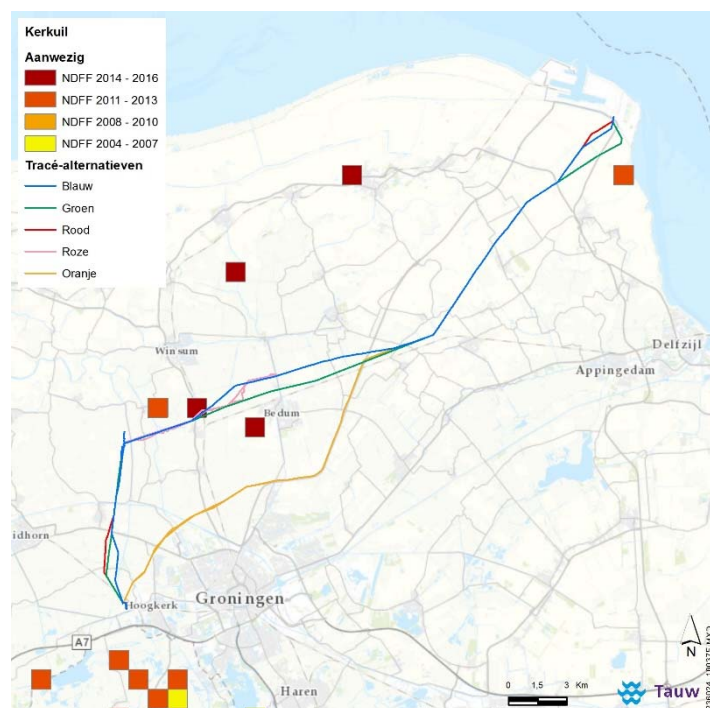 Kerkuil
Aanwezig
NDFF 2014 - 2016
NDFF 2011 - 2013
NDFF 2008 - 2010
NDFF 2004 - 2007
Tracé-alternatieven
Blauw
Groen
Rood
Roze
Oranje
Winsum
Delfzijl
Appingedam
Bedum
idhorn
Hoogkerk
Groningen
A7
Haren
N
0 1,5 3 Km
Tauw